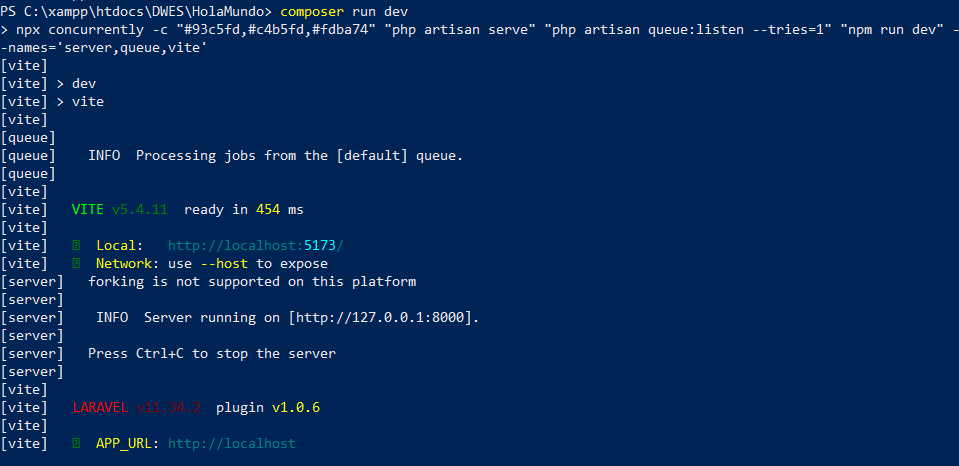 PS C:\xampp\htdocs\DWES\HolaMundo> composer run dev
> npx concurrently -c "#93c5fd,#c4b5fd,#fdba74" "php artisan serve" "php artisan queue:listen --tries=1" "npm run dev" -
-names='server,queue,vite'
[vite]
[vite] > dev
[vite] > vite
[vite]
[queue]
[queue]    INFO  Processing jobs from the [default] queue.
[queue]
[vite]
[vite]   VITE v5.4.11  ready in 454 ms
[vite]
[vite]   Local:   http://localhost:5173/
[vite]   Network: use --host to expose
[server]   forking is not supported on this platform
[server]
[server]    INFO  Server running on [http://127.0.0.1:8000].
[server]
[server]   Press Ctrl+C to stop the server
[server]
[vite]
[vite]   LARAVEL v11.34.2  plugin v1.0.6
[vite]
[vite]   APP_URL: http://localhost